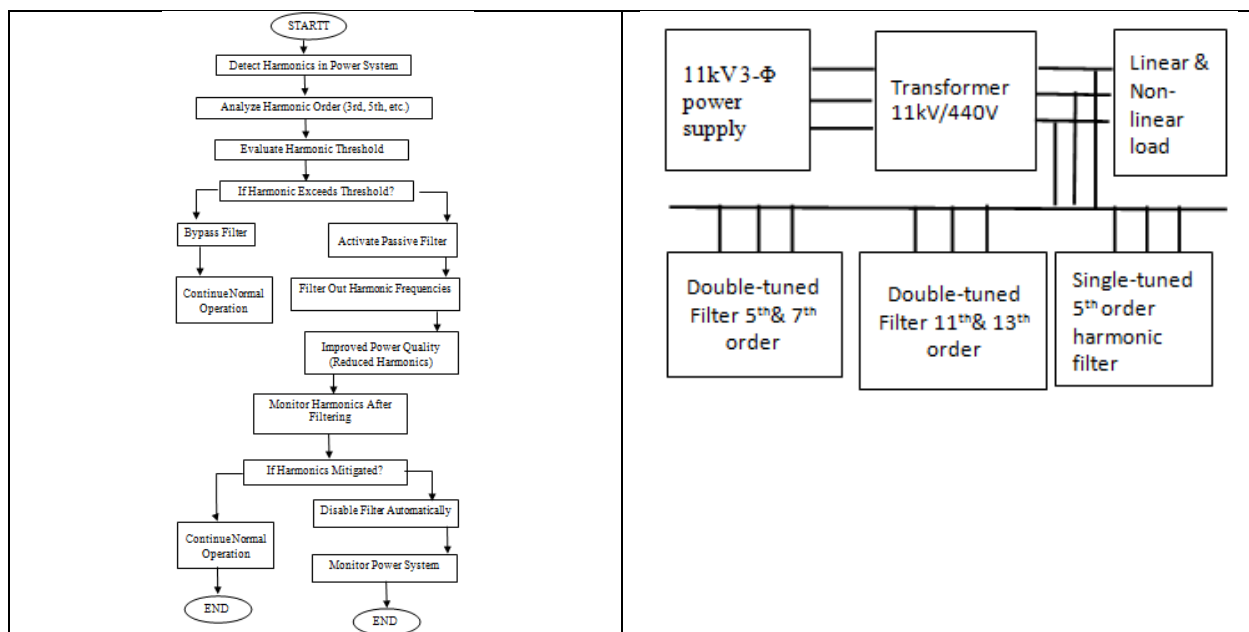 STARTT
Detect Harmonics in Power System
Analyze Harmonic Order (3rd, 5th, etc.)
Evaluate Harmonic Threshold
If Harmonic Exceeds Threshold?
Bypass Filter
Activate Passive Filter
Continue Normal
Operation
Filter Out Harmonic Frequencies
Improved Power Quality
(Reduced Harmonics)
Monitor Harmonics After
Filtering
If Harmonics Mitigated?
Disable Filter Automatically
Continue Normal
Operation
Monitor Power System
END
END
11kV 3-Φ
power
supply
Transformer
11kV/440V
Linear &
Non-
linear
load
Double-tuned
Filter 5th& 7th
order
Double-tuned
Filter 11th& 13th
order
Single-tuned
5th order
harmonic
filter